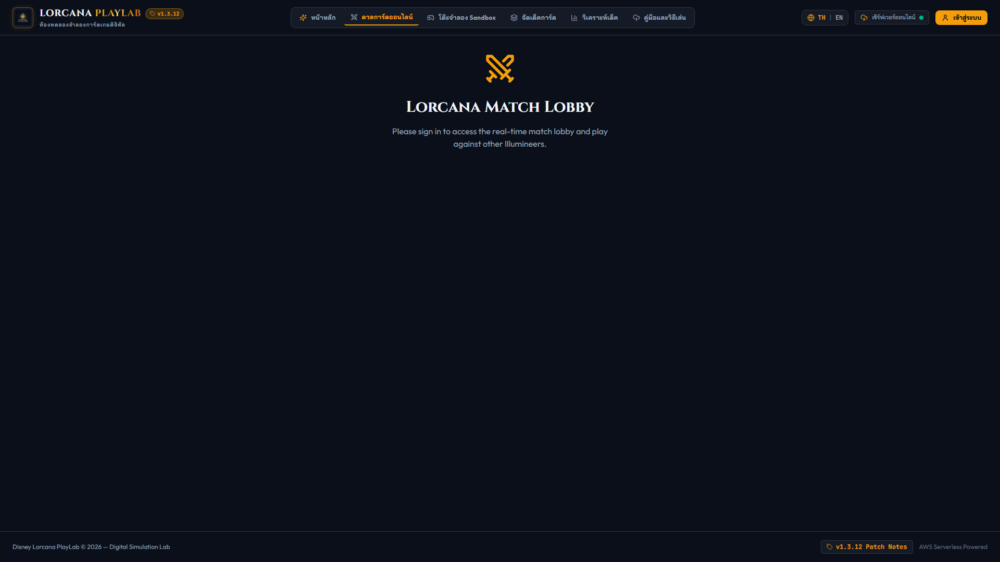 LORCANA PLAYLAB
v1.3.12
ห้องทดลองจำลองการ์ดเกมดิจิทัล
หน้าหลัก
ดวลการ์ดออนไลน์
โต๊ะจำลอง Sandbox
จัดเด็คการ์ด
วิเคราะห์เด็ค
คู่มือและวิธีเล่น
TH | EN
เซิร์ฟเวอร์ออนไลน์
เข้าสู่ระบบ
LORCANA MATCH LOBBY
Please sign in to access the real-time match lobby and play
against other Illumineers.
Disney Lorcana PlayLab © 2026 — Digital Simulation Lab
v1.3.12 Patch Notes
AWS Serverless Powered